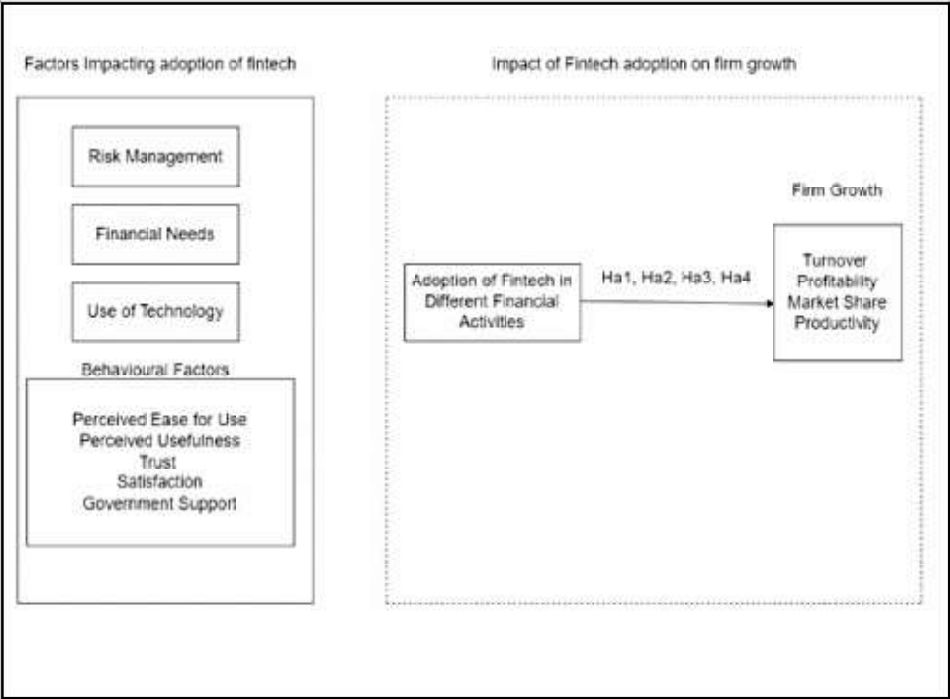 Factors Impacting adoption of fintech
Risk Management
Financial Needs
Use of Technology
Behavioural Factors
Perceived Ease for Use
Perceived Usefulness
Trust
Satisfaction
Government Support
Impact of Fintech adoption on firm growth
Adoption of Fintech in
Different Financial
Activities
Ha1, Ha2, Ha3, Ha4
Firm Growth
Turnover
Profitability
Market Share
Productivity